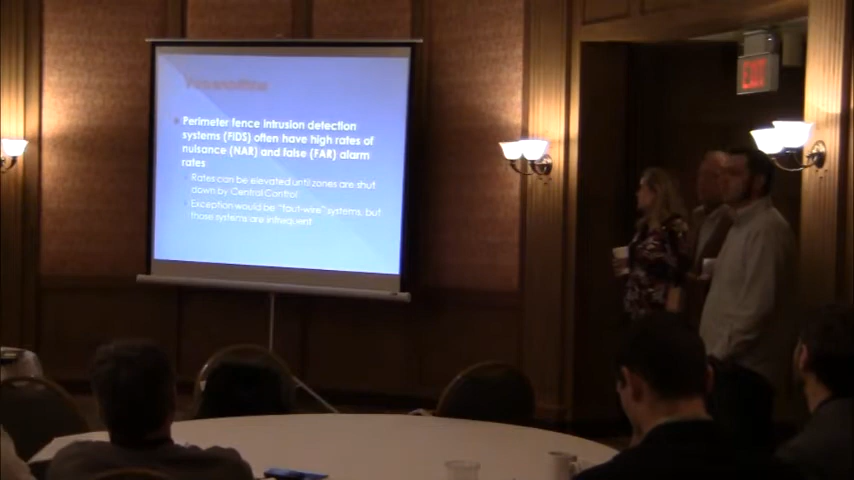 Perimeter fence intrusion detection
systems (FIDS) often have high rates of
nuisance (NAR) and false (FAR) alarm
rates
Rates can be elevated until zones are shut
down by Central Control
Exception would be "taut-wire" systems, but
those systems are infrequent
EXIT